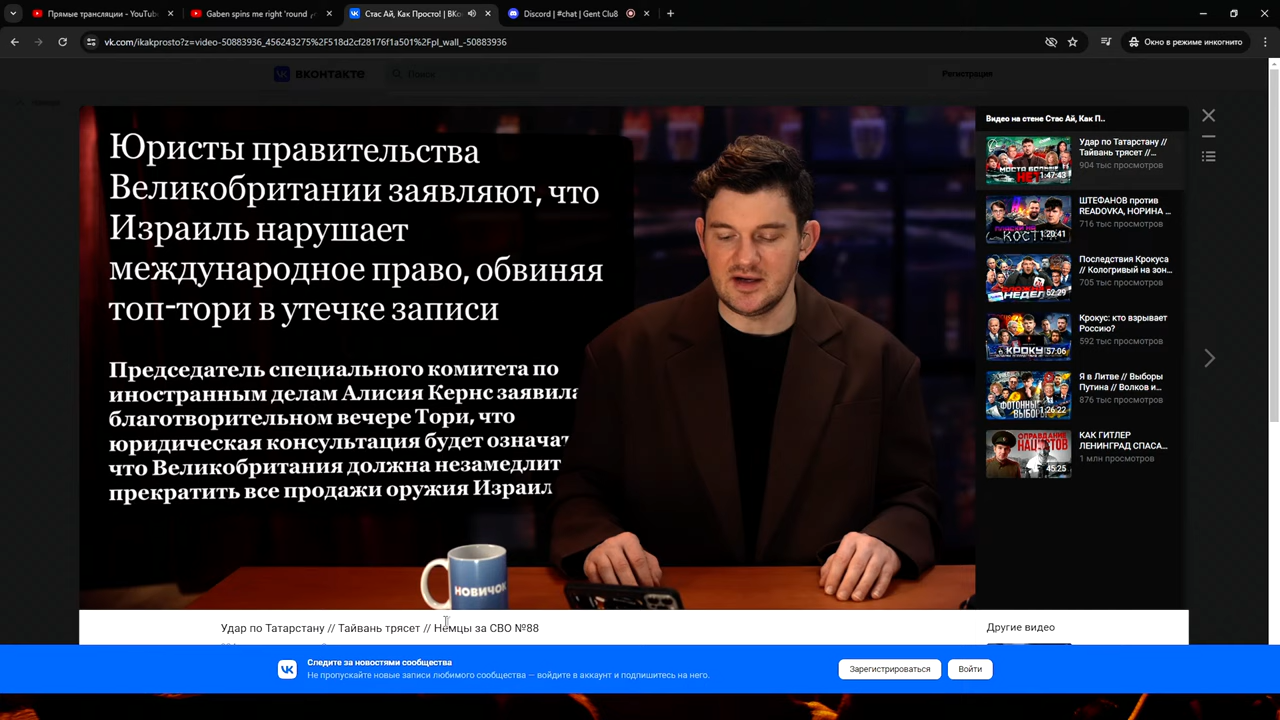 Прямые трансляции - YouTub
Gaben spins me right 'round
Стас Ай, Как Просто! | ВКо
Discord | #chat | Gent Clu8
vk.com/ikakprosto?z=video-50883936_456243275%2F518d2cf28176f1a501%2Fpl_wall_-50883936
Окно в режиме инкогнито
вконтакте
Поиск
Регистрация
Юристы правительства
Великобритании заявляют, что
Израиль нарушает
международное право, обвиняя
топ-тори в утечке записи
Председатель специального комитета по
иностранным делам Алисия Кернс заявила
благотворительном вечере Тори, что
юридическая консультация будет означат
что Великобритания должна незамедлит
прекратить все продажи оружия Израил
НОВИЧОК
Видео на стене Стас Ай, Как П..
Удар по Татарстану //
Тайвань трясет //...
904 тыс просмотров
1:47:43
ШТЕФАНОВ против
READOVKA, НОРИНА ...
716 тыс просмотров
КОСТИ
1:20:41
Последствия Крокуса
// Кологривый на зон...
705 тыс просмотров
52:29
Крокус: кто взрывает
Россию?
592 тыс просмотров
57:06
Я в Литве // Выборы
Путина // Волков и...
876 тыс просмотров
1:26:22
КАК ГИТЛЕР
ЛЕНИНГРАД СПАСА...
1 млн просмотров
ОПРАВДАНИЕ
НАЦИСТОВ
45:25
Удар по Татарстану // Тайвань трясет // Немцы за СВО №88
Другие видео
Следите за новостями сообщества
Не пропускайте новые записи любимого сообщества — войдите в аккаунт и подпишитесь на него.
Зарегистрироваться
Войти